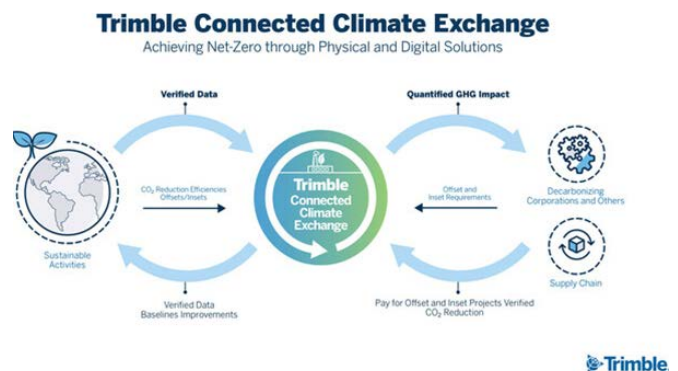 Trimble Connected Climate Exchange
Achieving Net-Zero through Physical and Digital Solutions
Verified Data
Quantified GHG Impact
CO₂ Reduction Efficiencies
Offsets/Insets
Trimble
Connected
Climate
Exchange
Offset and
Inset Requirements
Decarbonizing
Corporations and Others
Sustainable
Activities
Supply Chain
Verified Data
Baselines Improvements
Pay for Offset and Inset Projects Verified
CO₂ Reduction
Trimble